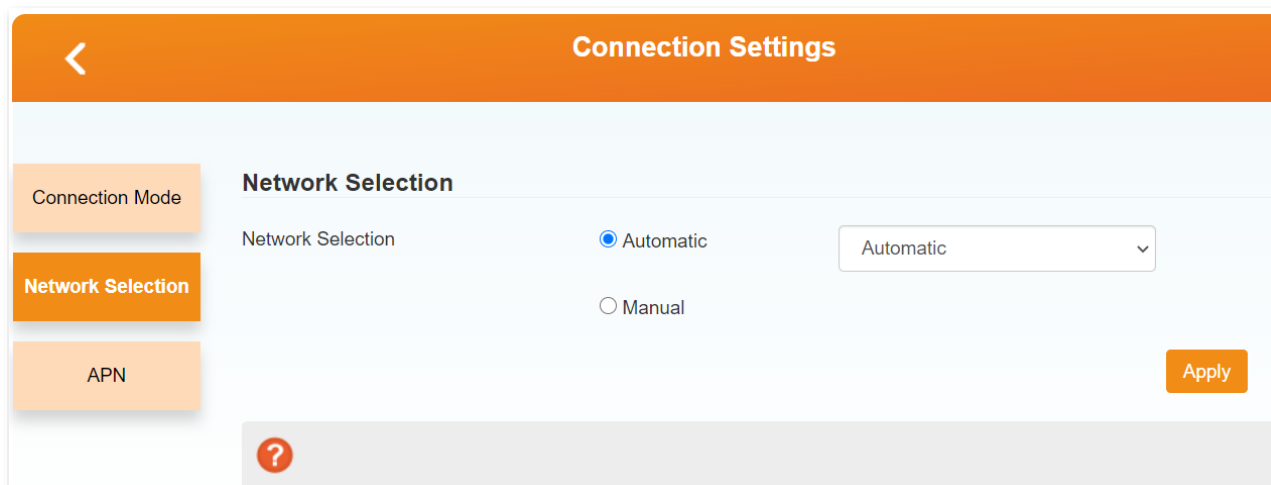 Connection Settings
Connection Mode
Network Selection
APN
Network Selection
Network Selection
Automatic
Automatic
Manual
Apply
?